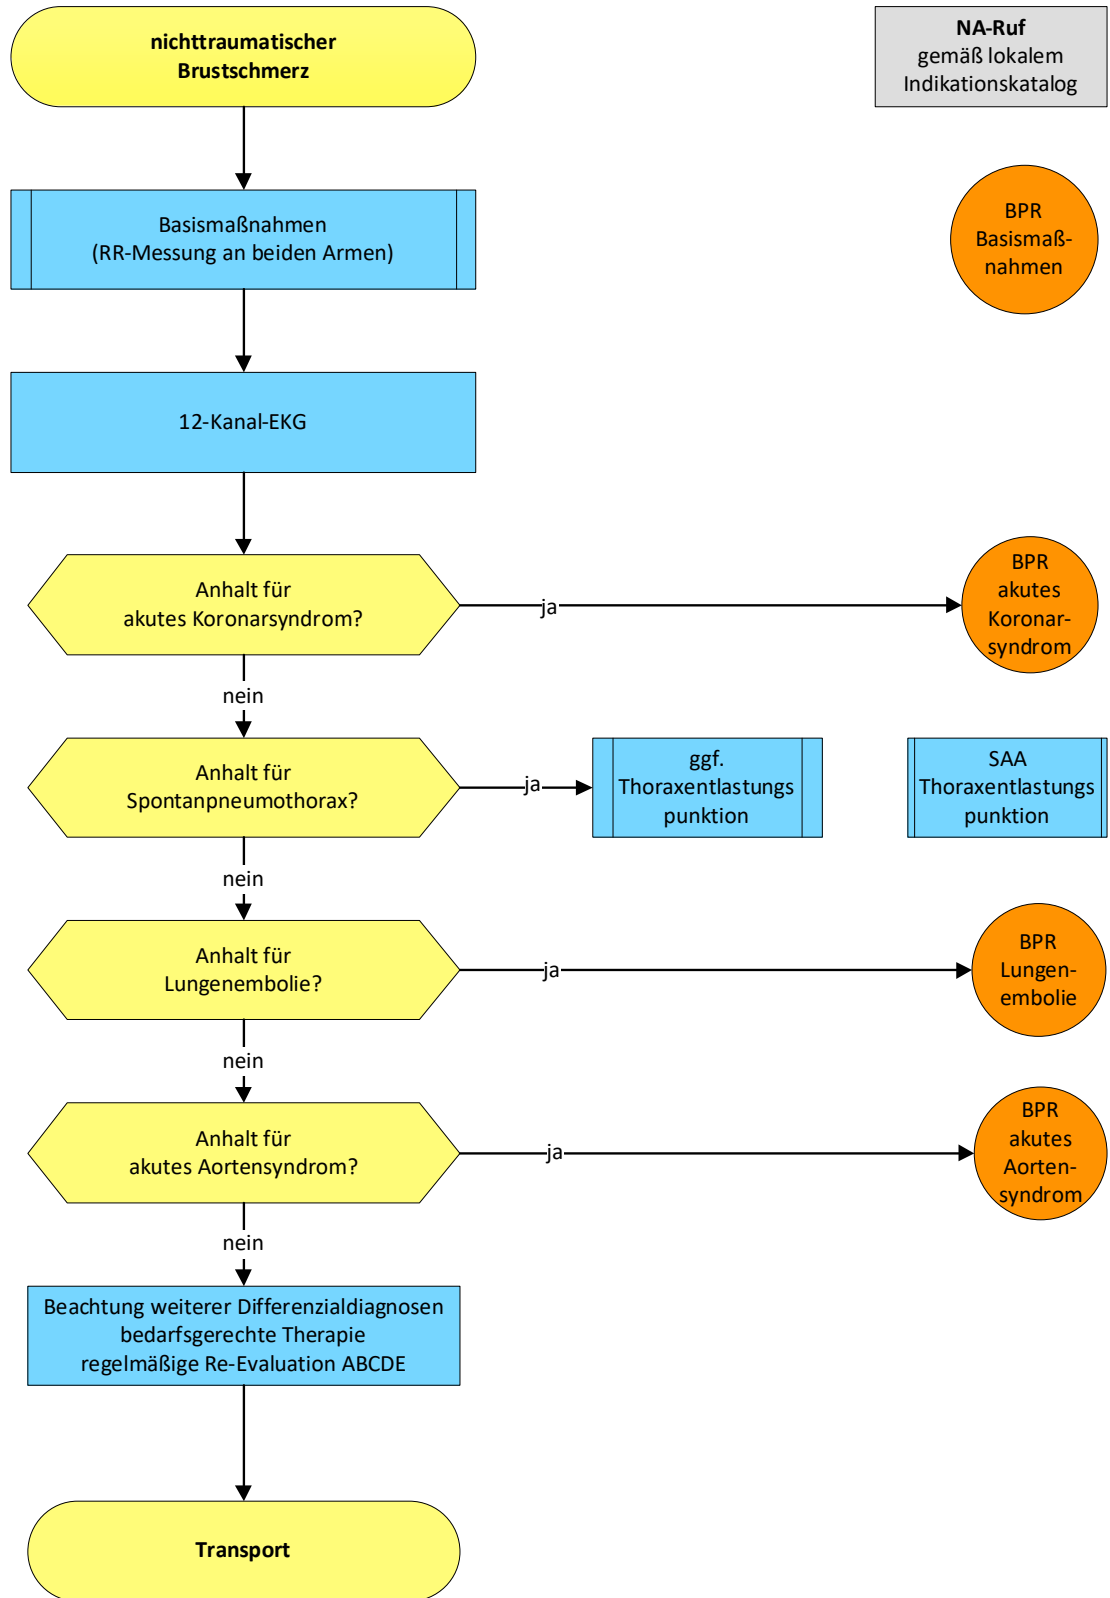 nichttraumatischer
Brustschmerz
NA-Ruf
gemäß lokalem
Indikationskatalog
Basismaßnahmen
(RR-Messung an beiden Armen)
BPR
Basismaß-
nahmen
12-Kanal-EKG
Anhalt für
akutes Koronarsyndrom?
ja
BPR
akutes
Koronar-
syndrom
nein
Anhalt für
Spontanpneumothorax?
ja
ggf.
Thoraxentlastungs
punktion
SAA
Thoraxentlastungs
punktion
nein
Anhalt für
Lungenembolie?
ja
BPR
Lungen-
embolie
nein
Anhalt für
akutes Aortensyndrom?
ja
BPR
akutes
Aorten-
syndrom
nein
Beachtung weiterer Differenzialdiagnosen
bedarfsgerechte Therapie
regelmäßige Re-Evaluation ABCDE
Transport